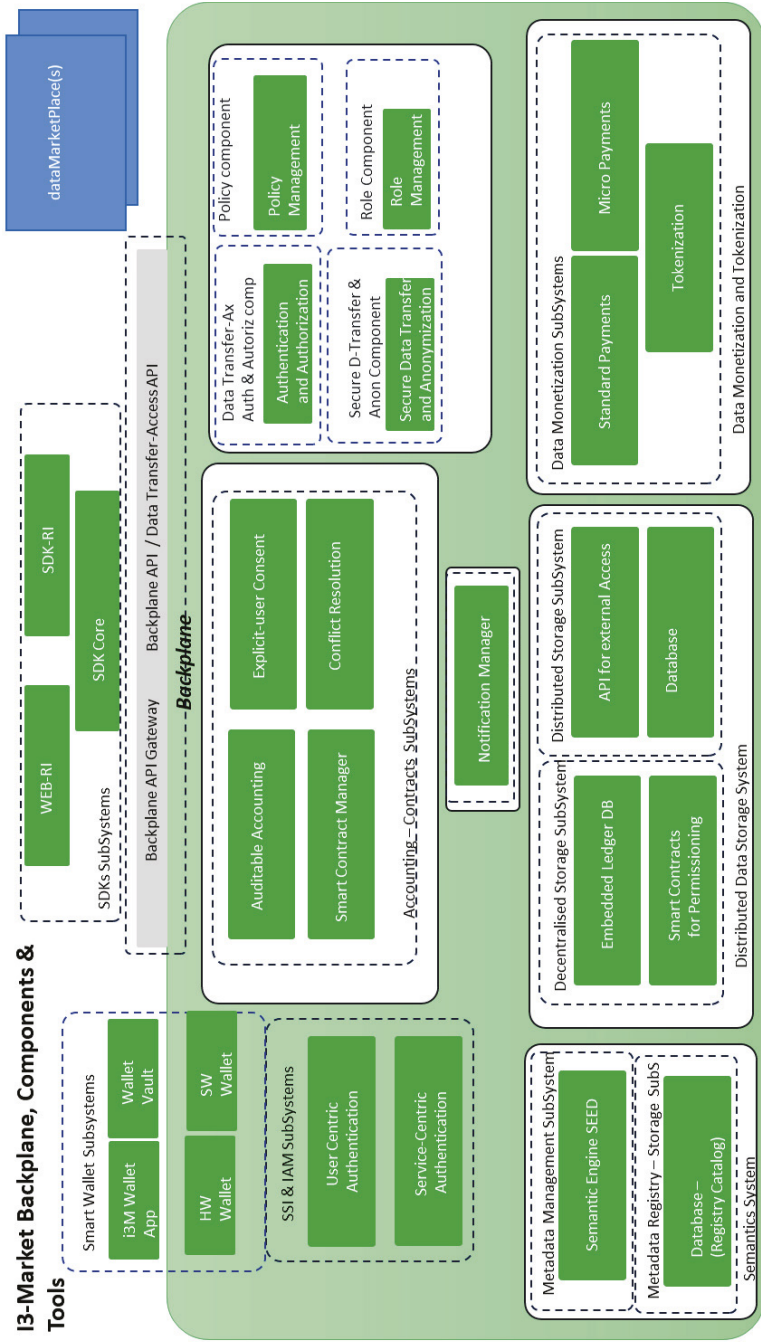 I3-Market Backplane, Components &
Tools
dataMarketPlace(s)
WEB-RI
SDK-RI
SDK Core
SDKs SubSystems
Backplane API Gateway
Backplane API / Data Transfer-Access API
Backplane
Smart Wallet Subsystems
i3M Wallet
App
Wallet
Vault
HW
Wallet
SW
Wallet
SSI & IAM SubSystems
User Centric
Authentication
Service-Centric
Authentication
Auditable Accounting
Explicit-user Consent
Smart Contract Manager
Conflict Resolution
Accounting – Contracts SubSystems
Data Transfer-Ax
Auth & Autoriz comp
Authentication
and Authorization
Policy component
Policy
Management
Secure D-Transfer &
Anon Component
Secure Data Transfer
and Anonymization
Role Component
Role
Management
Notification Manager
Metadata Management SubSystem
Semantic Engine SEED
Metadata Registry – Storage SubS
Database –
(Registry Catalog)
Semantics System
Decentralised Storage SubSystem
Embedded Ledger DB
Smart Contracts
for Permissioning
Distributed Storage SubSystem
API for external Access
Database
Distributed Data Storage System
Data Monetization SubSystems
Standard Payments
Micro Payments
Tokenization
Data Monetization and Tokenization